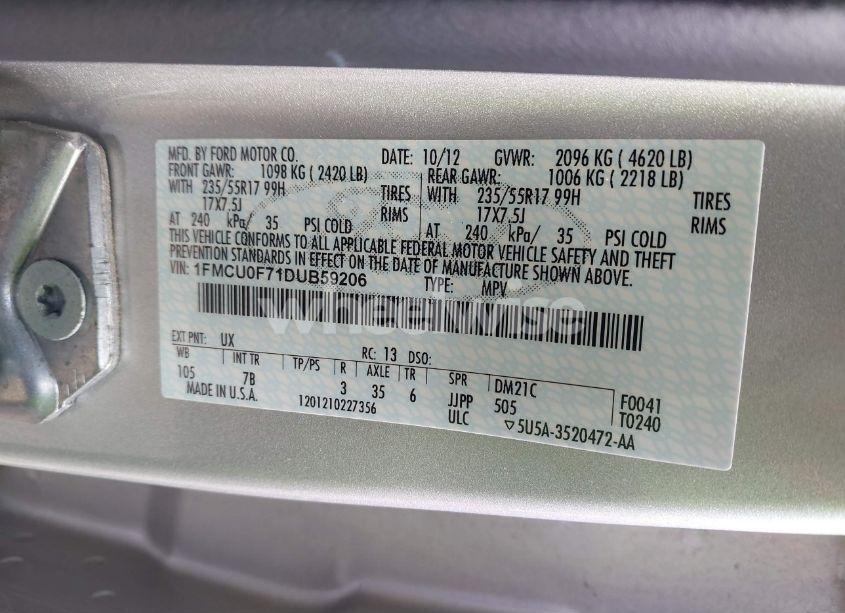 MFD. BY FORD MOTOR CO. DATE: 10/12 GVWR: 2096 KG ( 4620 LB)
FRONT GAWR: 1098 KG ( 2420 LB) REAR GAWR: 1006 KG ( 2218 LB)
WITH 235/55R17 99H TIRES WITH 235/55R17 99H TIRES
17X7.5J RIMS 17X7.5J RIMS
AT 240 kPa/ 35 PSI COLD AT 240 kPa/ 35 PSI COLD
THIS VEHICLE CONFORMS TO ALL APPLICABLE FEDERAL MOTOR VEHICLE SAFETY AND THEFT
PREVENTION STANDARDS IN EFFECT ON THE DATE OF MANUFACTURE SHOWN ABOVE.
VIN: 1FMCU0F71DUB59206 TYPE: MPV
wheelwise
EXT PNT: UX RC: 13 DSO:
WB INT TR TP/PS R AXLE TR SPR DM21C F0041
105 7B 3 35 6 JJPP 505 T0240
MADE IN U.S.A. 1201210227356 ULC ▽5U5A-3520472-AA